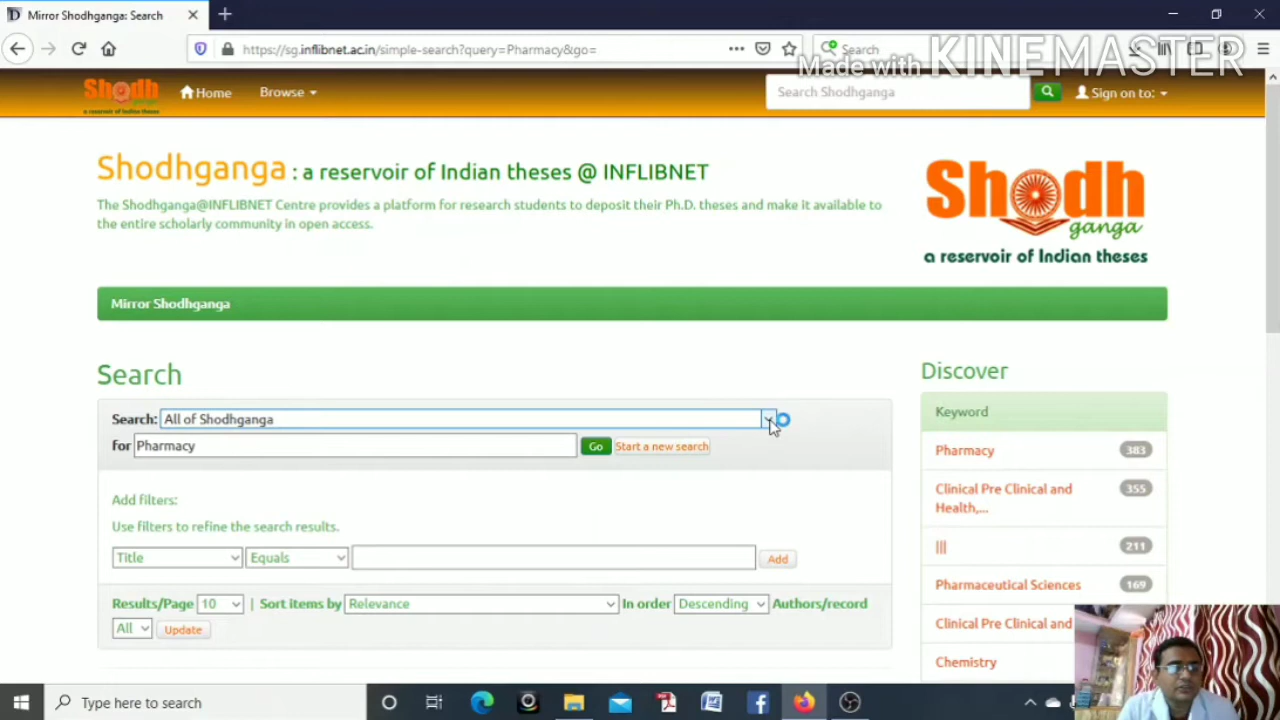 Mirror Shodhganga: Search
https://sg.inflibnet.ac.in/simple-search?query=Pharmacy&go=
Search
Made with KINEMASTER
Shodh
ganga
a reservoir of Indian theses
Home
Browse
Search Shodhganga
Sign on to:
Shodhganga : a reservoir of Indian theses @ INFLIBNET
The Shodhganga@INFLIBNET Centre provides a platform for research students to deposit their Ph.D. theses and make it available to
the entire scholarly community in open access.
Shodh
ganga
a reservoir of Indian theses
Mirror Shodhganga
Search
Search: All of Shodhganga
for Pharmacy Go Start a new search
Add filters:
Use filters to refine the search results.
Title Equals Add
Results/Page 10 | Sort items by Relevance In order Descending Authors/record
All Update
Discover
Keyword
Pharmacy 383
Clinical Pre Clinical and 355
Health,...
||| 211
Pharmaceutical Sciences 169
Clinical Pre Clinical and
Chemistry
Type here to search